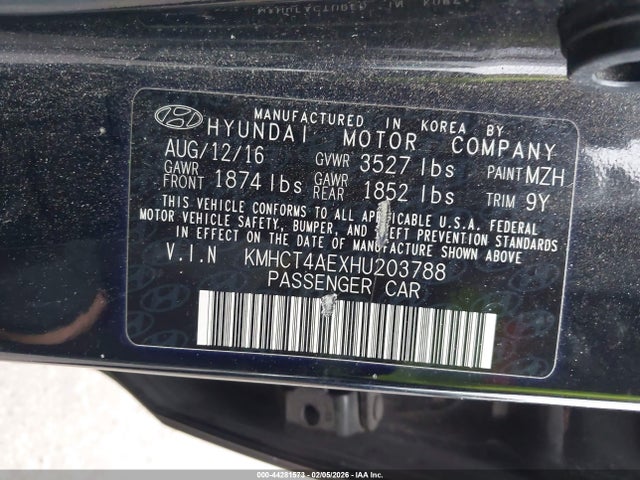 MANUFACTURED IN KOREA BY
HYUNDAI MOTOR COMPANY
AUG/12/16 GVWR 3527 lbs PAINT MZH
GAWR FRONT 1874 lbs GAWR REAR 1852 lbs TRIM 9Y
THIS VEHICLE CONFORMS TO ALL APPLICABLE U.S.A. FEDERAL
MOTOR VEHICLE SAFETY, BUMPER, AND THEFT PREVENTION STANDARDS
IN EFFECT ON THE DATE OF MANUFACTURE SHOWN ABOVE
V.I.N KMHCT4AEXHU203788
PASSENGER CAR
000-44281573 - 02/05/2026 - IAA Inc.